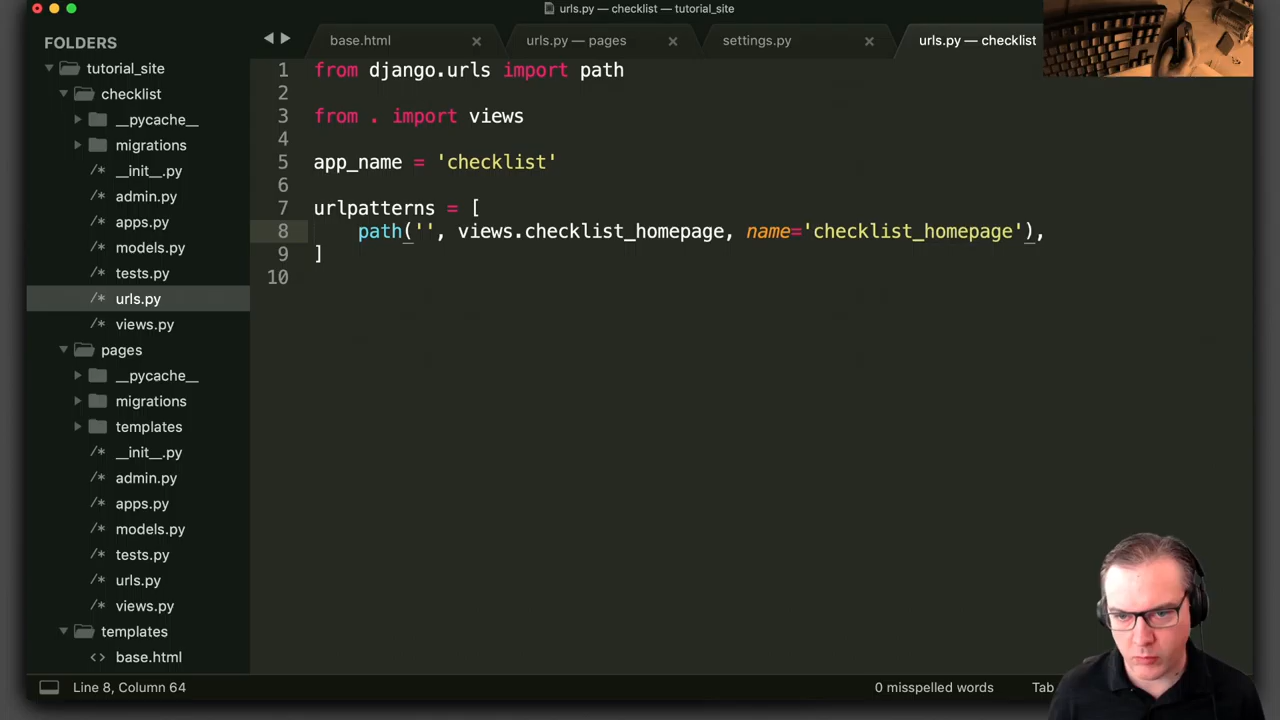 urls.py — checklist — tutorial_site
FOLDERS
tutorial_site
checklist
__pycache__
migrations
/* __init__.py
/* admin.py
/* apps.py
/* models.py
/* tests.py
/* urls.py
/* views.py
pages
__pycache__
migrations
templates
/* __init__.py
/* admin.py
/* apps.py
/* models.py
/* tests.py
/* urls.py
/* views.py
templates
<> base.html
base.html × urls.py — pages × settings.py × urls.py — checklist
1 from django.urls import path
2
3 from . import views
4
5 app_name = 'checklist'
6
7 urlpatterns = [
8 path('', views.checklist_homepage, name='checklist_homepage'),
9 ]
10
Line 8, Column 64 0 misspelled words Tab